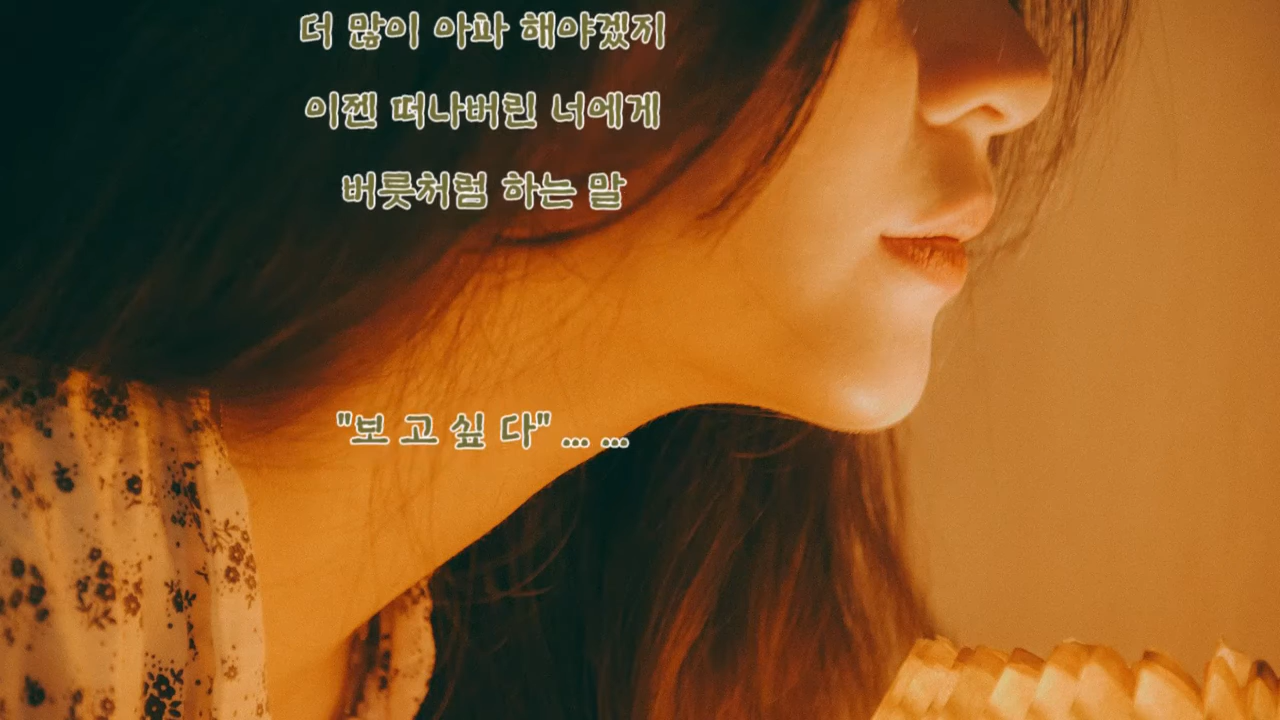 더 많이 아파 해야겠지
이젠 떠나버린 너에게
버릇처럼 하는 말
"보 고 싶 다" ... ...